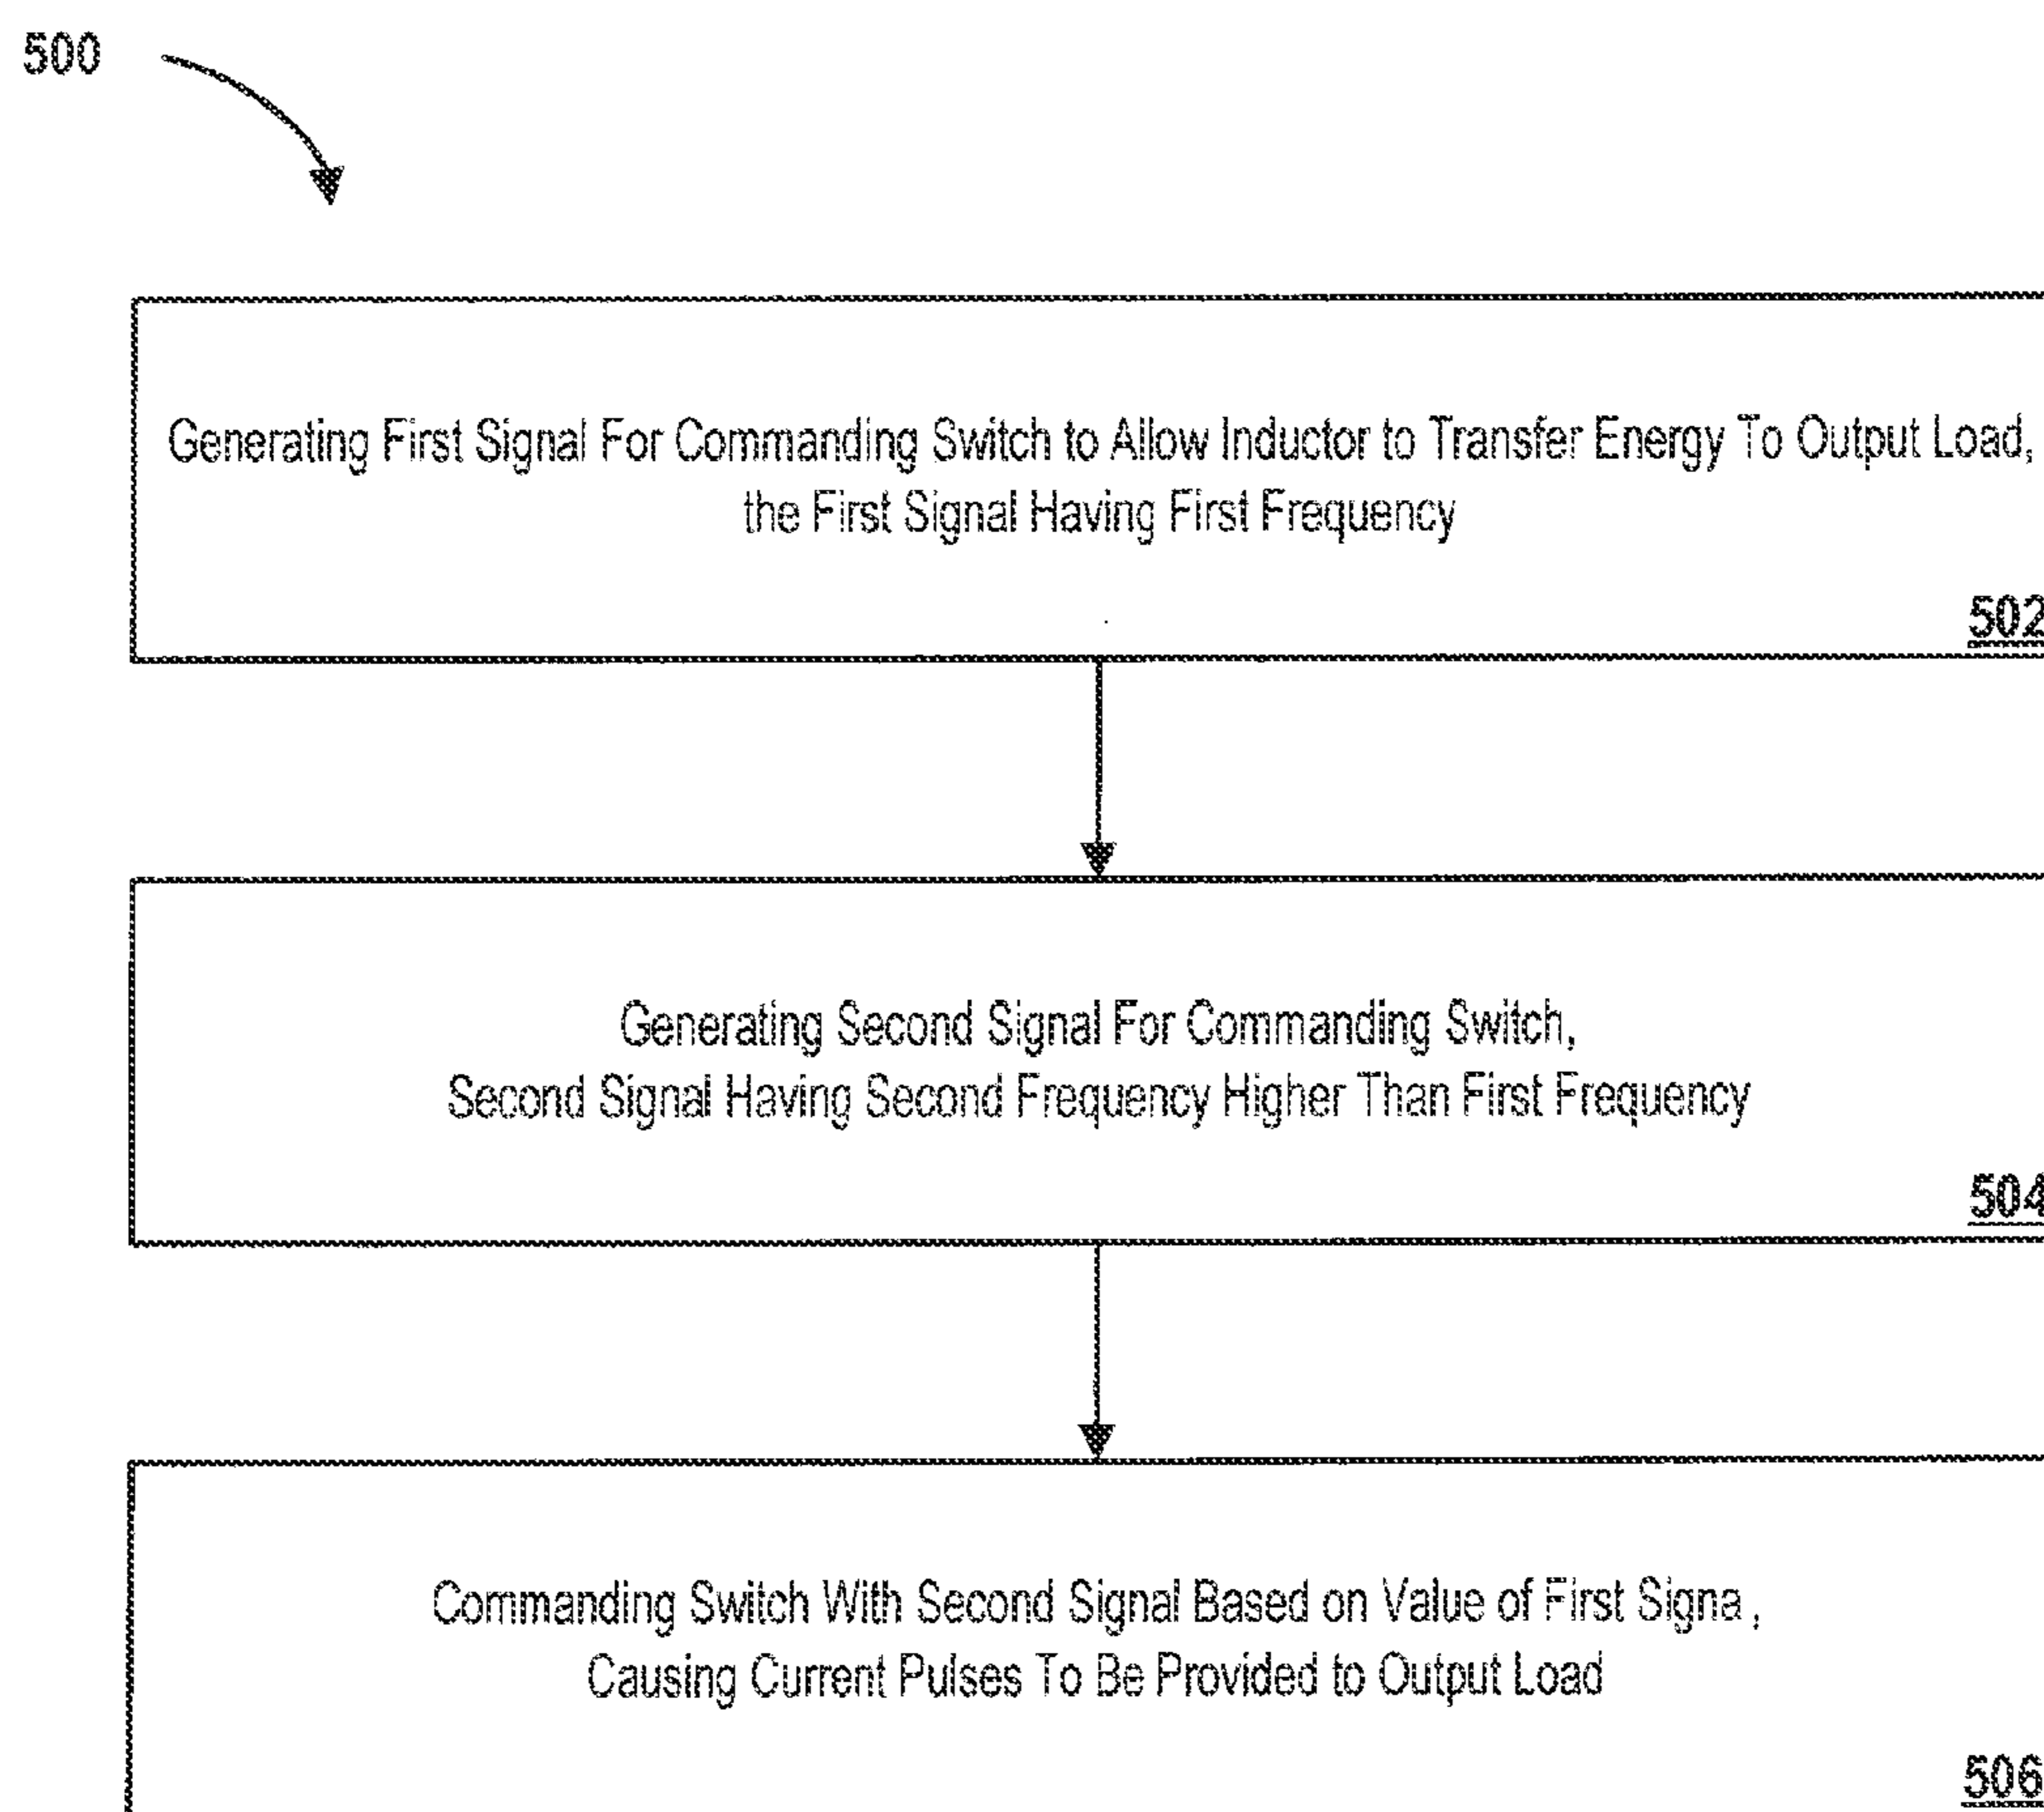 500
Generating First Signal For Commanding Switch to Allow Inductor to Transfer Energy To Output Load,
the First Signal Having First Frequency
502
Generating Second Signal For Commanding Switch,
Second Signal Having Second Frequency Higher Than First Frequency
504
Commanding Switch With Second Signal Based on Value of First Signa ,
Causing Current Pulses To Be Provided to Output Load
506